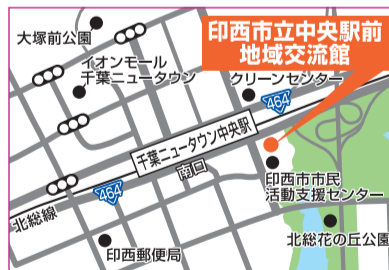 大塚前公園
印西市立中央駅前
地域交流館
イオンモール
千葉ニュータウン
クリーンセンター
464
千葉ニュータウン中央駅
南口
464
北総線
印西市市民
活動支援センター
印西郵便局
北総花の丘公園